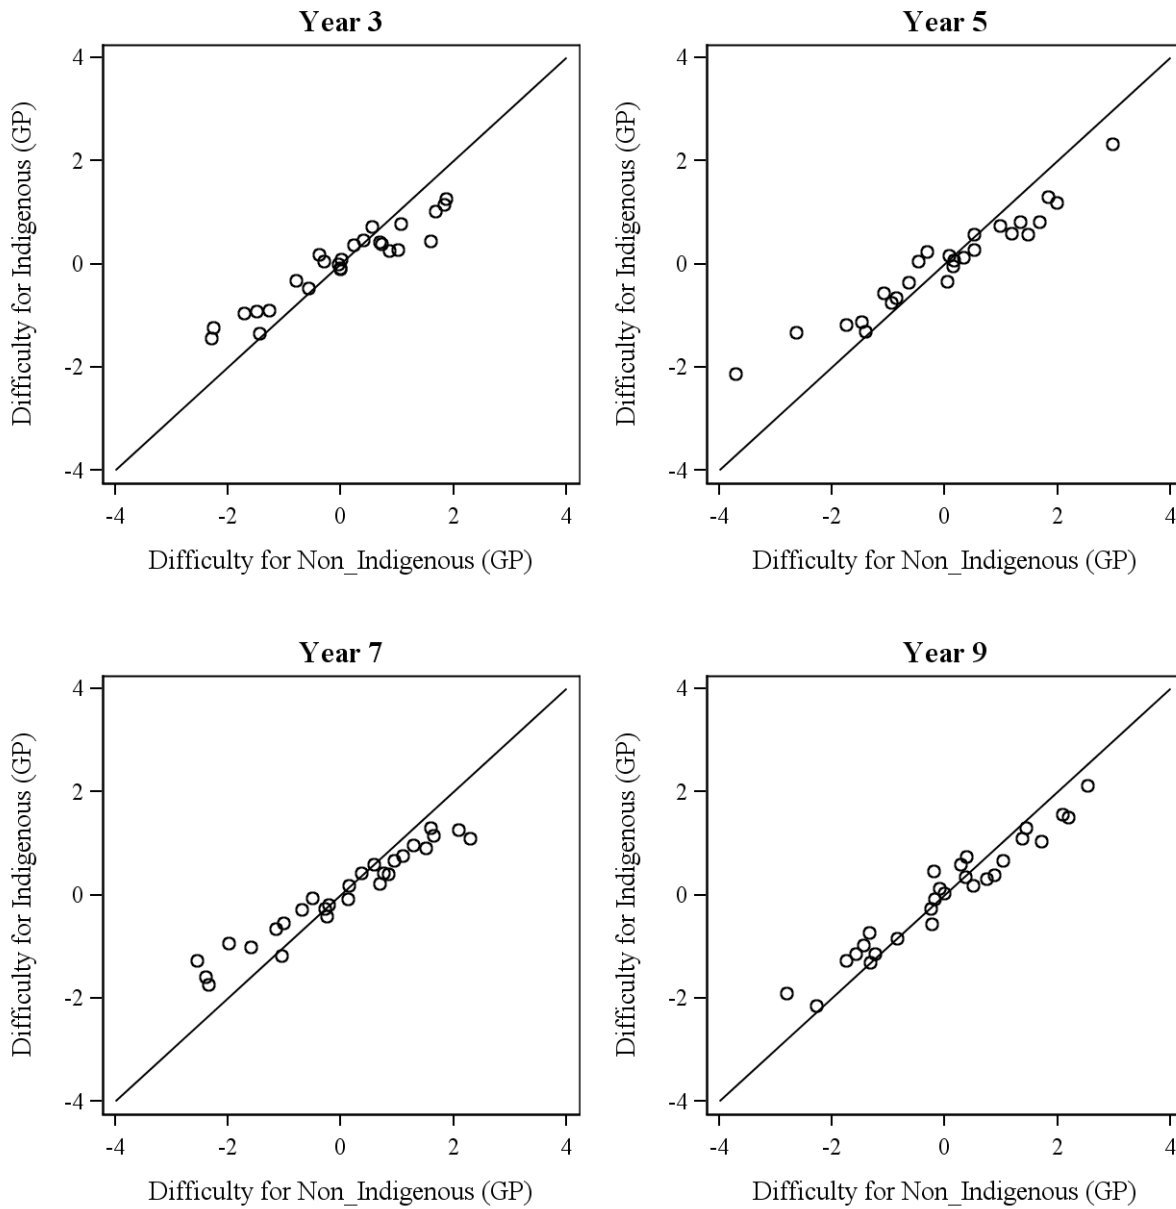 Year 3
4
2
0
-2
-4
Difficulty for Indigenous (GP)
-4 -2 0 2 4
Difficulty for Non_Indigenous (GP)
Year 5
4
2
0
-2
-4
Difficulty for Indigenous (GP)
-4 -2 0 2 4
Difficulty for Non_Indigenous (GP)
Year 7
4
2
0
-2
-4
Difficulty for Indigenous (GP)
-4 -2 0 2 4
Difficulty for Non_Indigenous (GP)
Year 9
4
2
0
-2
-4
Difficulty for Indigenous (GP)
-4 -2 0 2 4
Difficulty for Non_Indigenous (GP)